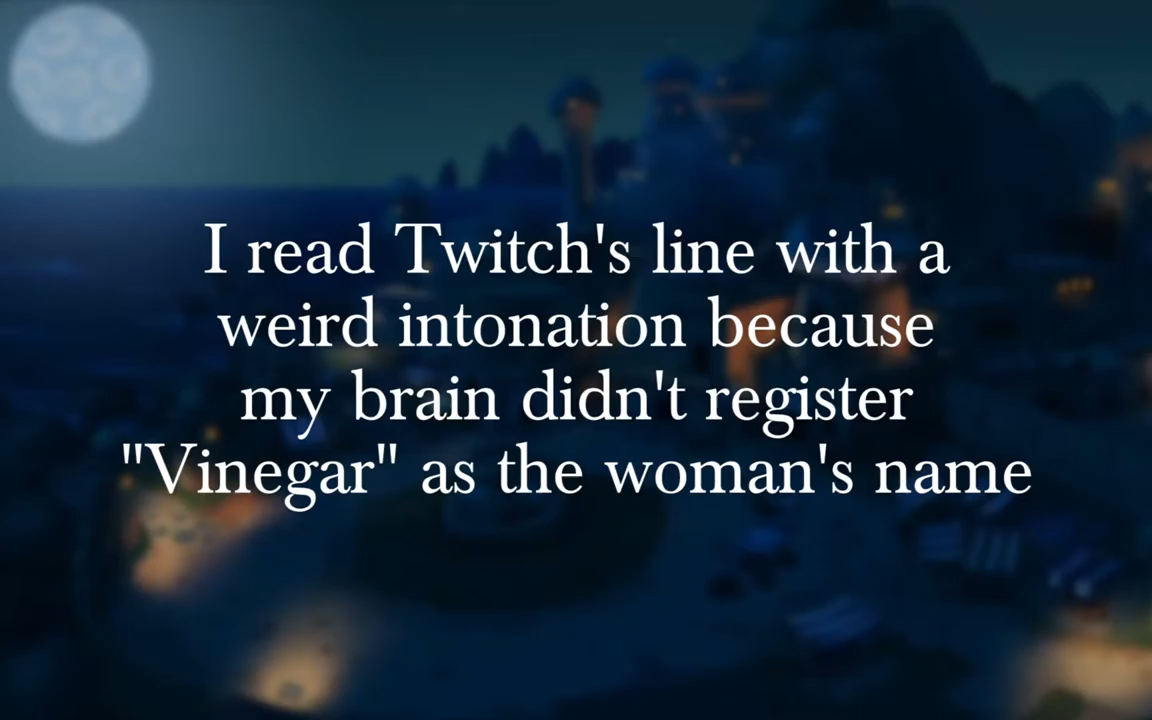 I read Twitch's line with a
weird intonation because
my brain didn't register
"Vinegar" as the woman's name